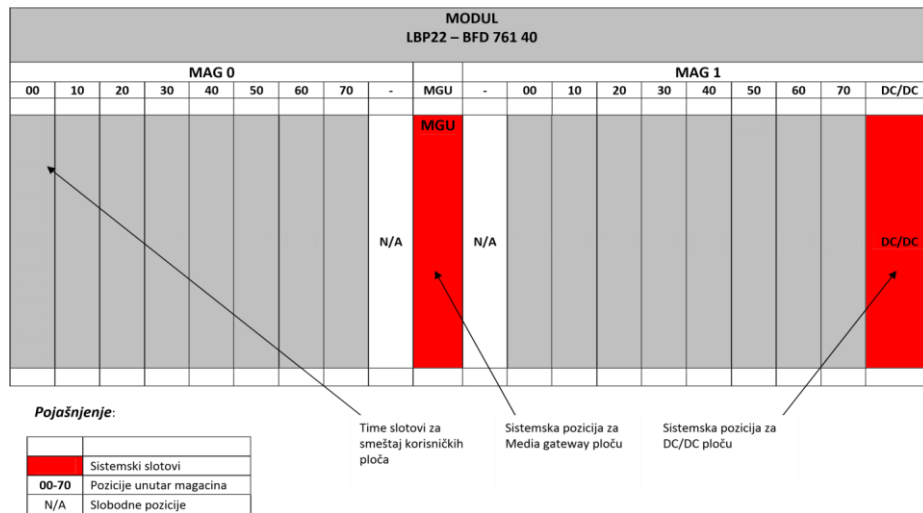 MODUL
LBP22 – BFD 761 40
MAG 0 MAG 1
00 10 20 30 40 50 60 70 - MGU - 00 10 20 30 40 50 60 70 DC/DC
MGU
N/A N/A DC/DC
Pojašnjenje:
Time slotovi za
smeštaj korisničkih
ploča
Sistemska pozicija za
Media gateway ploču
Sistemska pozicija za
DC/DC ploču
Sistemski slotovi
00-70 Pozicije unutar magacina
N/A Slobodne pozicije